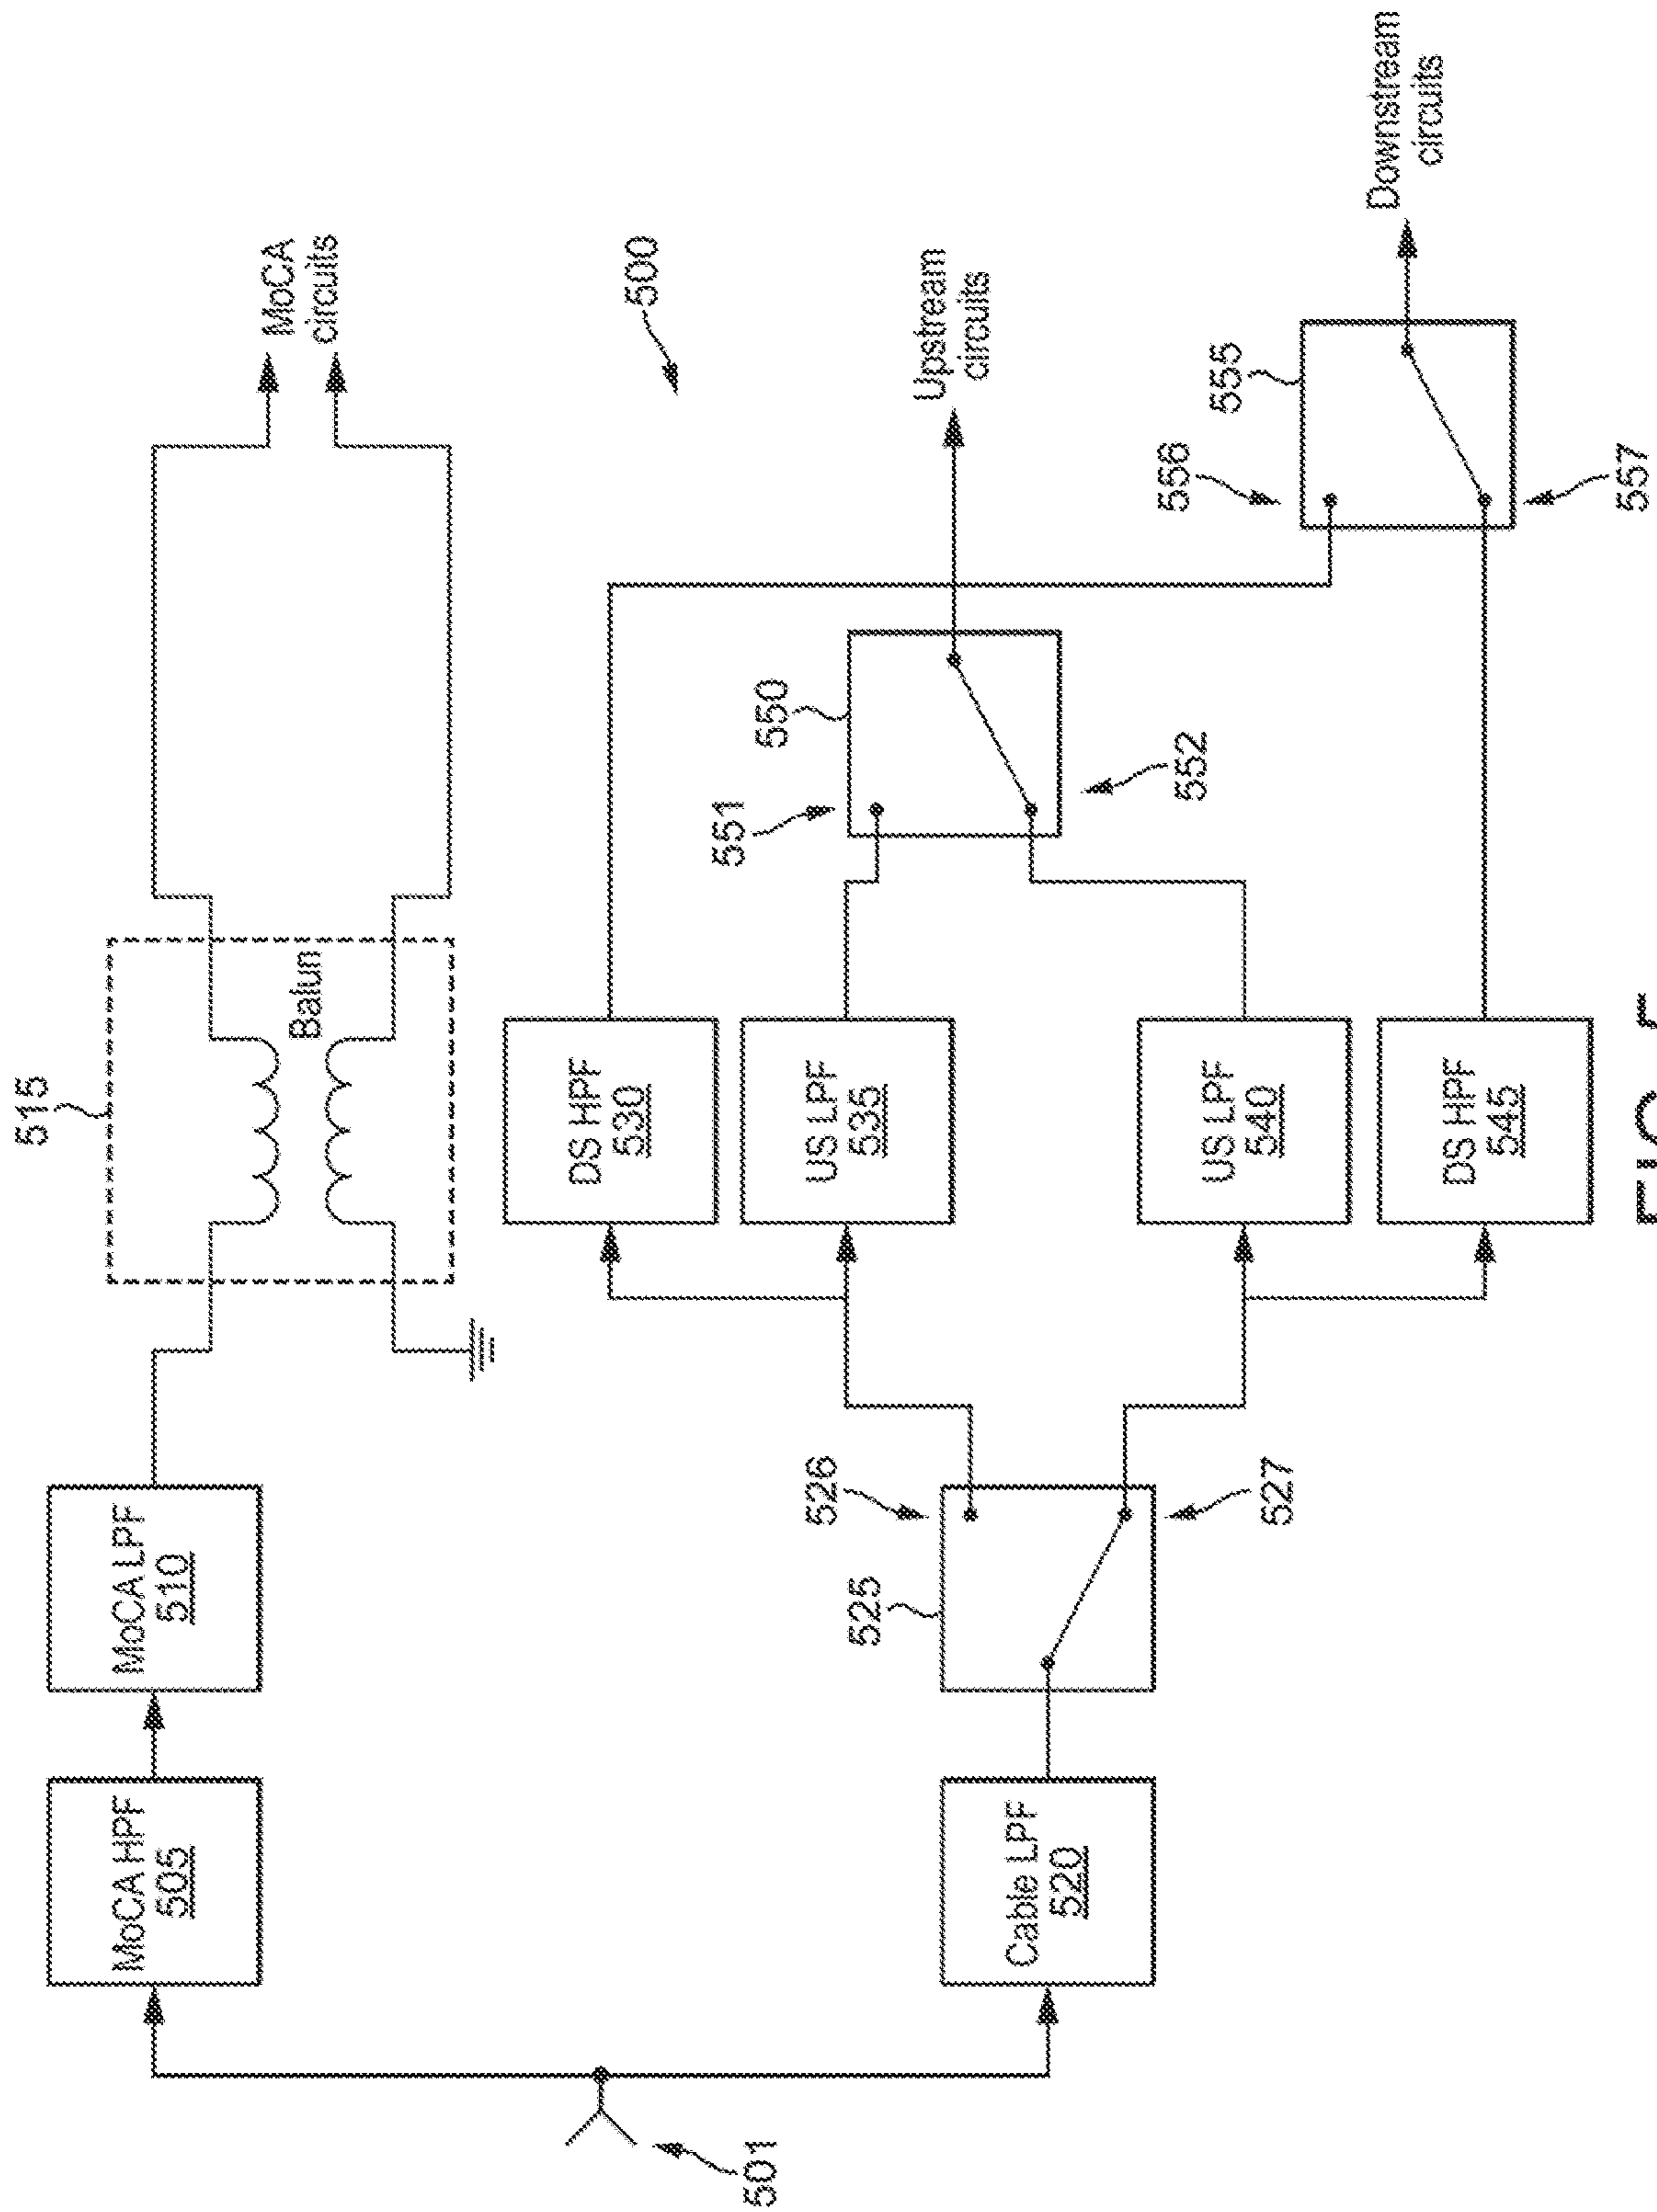 515
MoCA HPF
505
MoCA LPF
510
Balun
MoCA
circuits
500
501
Cable LPF
520
525
526
527
DS HPF
530
US LPF
535
US LPF
540
DS HPF
545
550
551
552
Upstream
circuits
555
556
557
Downstream
circuits